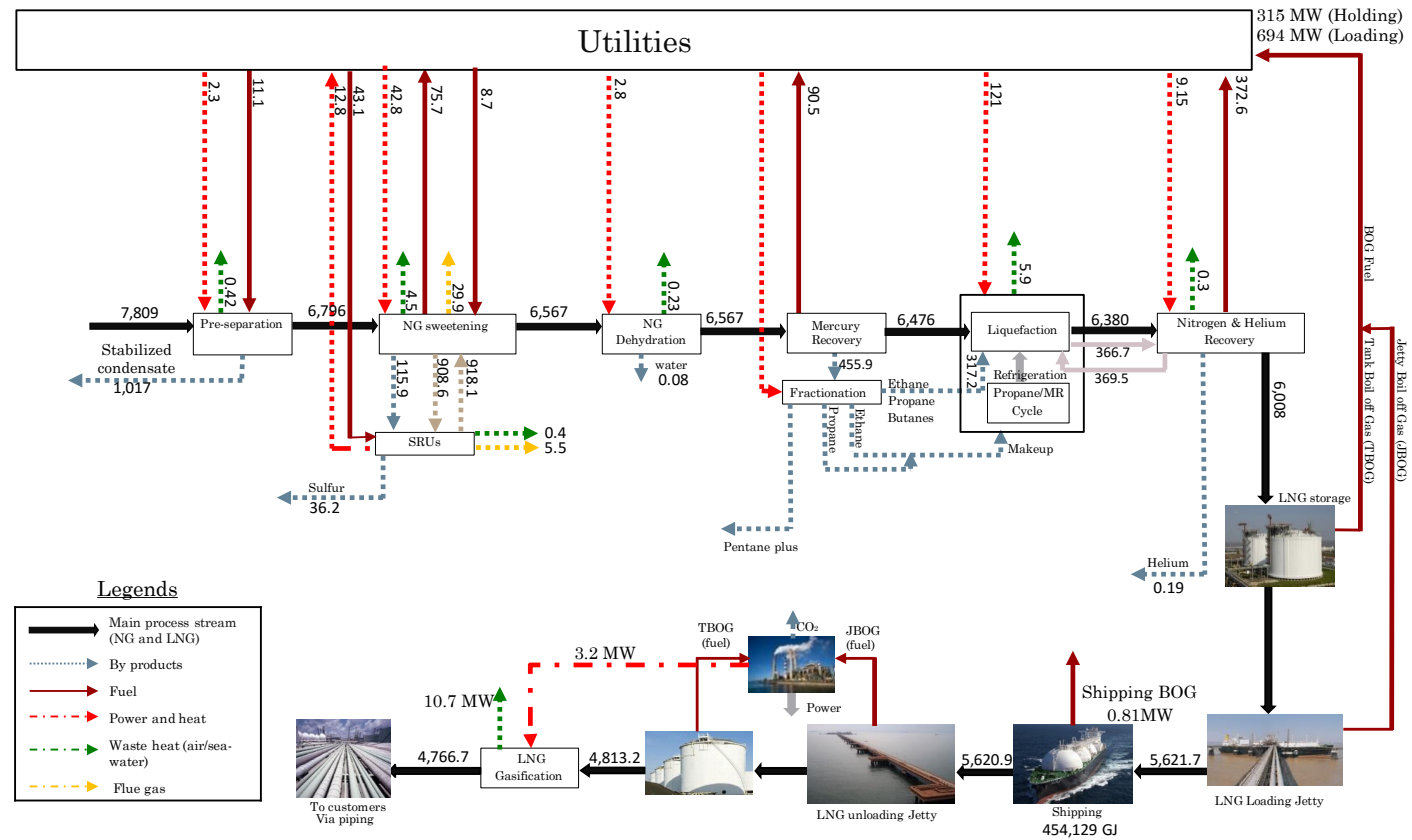 315 MW (Holding)
694 MW (Loading)
Utilities
2.3
11.1
12.8
43.1
42.8
75.7
8.7
2.8
90.5
121
9.15
372.6
BOG Fuel
Tank Boil off Gas (TBOG)
Jetty Boil off Gas (JBOG)
0.42
4.5
29.9
0.23
5.9
0.3
7,809
Pre-separation
6,796
NG sweetening
6,567
NG
Dehydration
6,567
Mercury
Recovery
6,476
Liquefaction
6,380
Nitrogen & Helium
Recovery
366.7
369.5
Stabilized
condensate
1,017
115.9
908.6
918.1
water
0.08
455.9
317.2
Refrigeration
Propane/MR
Cycle
Fractionation
Ethane
Propane
Butanes
Propane
Ethane
Makeup
6,008
SRUs
0.4
5.5
Sulfur
36.2
Pentane plus
LNG storage
Helium
0.19
Legends
Main process stream
(NG and LNG)
By products
Fuel
Power and heat
Waste heat (air/sea-
water)
Flue gas
TBOG
(fuel)
CO₂
JBOG
(fuel)
3.2 MW
10.7 MW
Power
Shipping BOG
0.81MW
4,766.7
LNG
Gasification
4,813.2
5,620.9
5,621.7
To customers
Via piping
LNG unloading Jetty
Shipping
454,129 GJ
LNG Loading Jetty